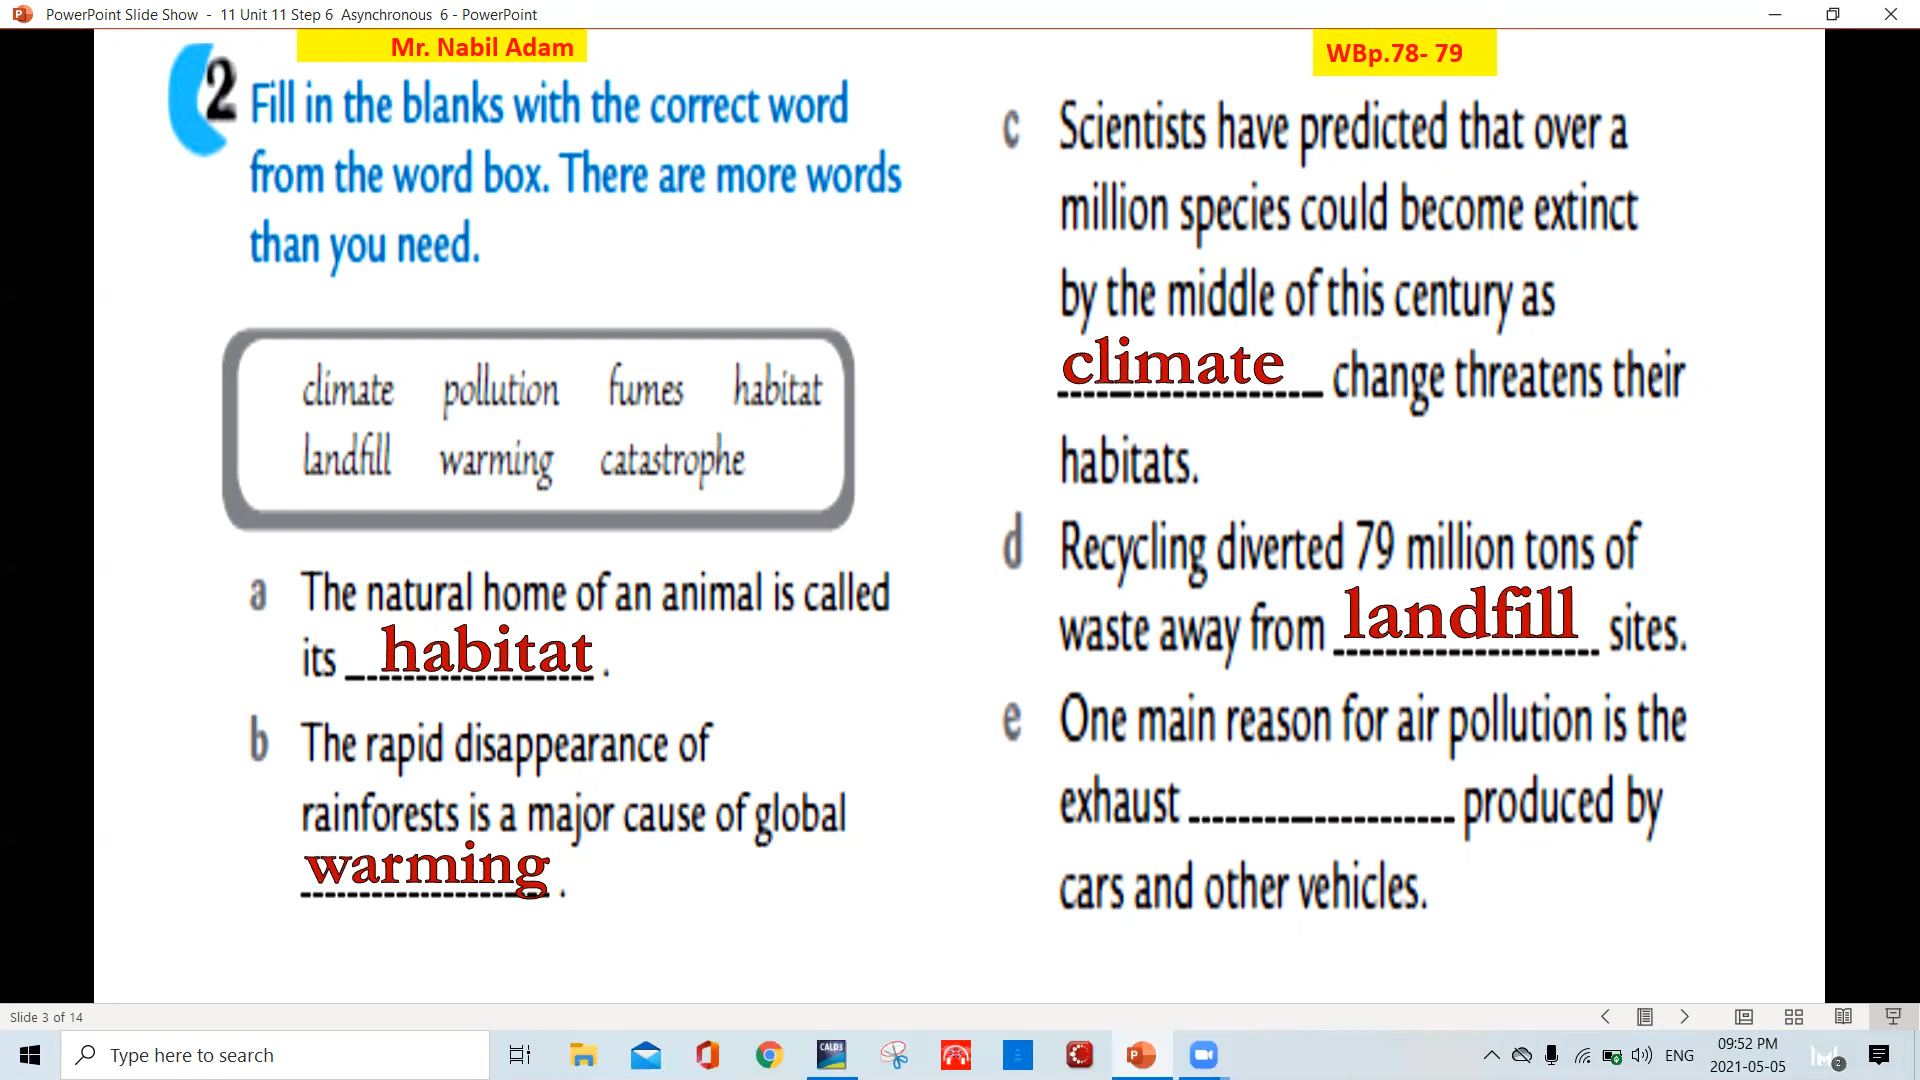 PowerPoint Slide Show - 11 Unit 11 Step 6 Asynchronous 6 - PowerPoint
Mr. Nabil Adam
WBp.78- 79
2
Fill in the blanks with the correct word
from the word box. There are more words
than you need.
climate pollution fumes habitat
landfill warming catastrophe
a The natural home of an animal is called
its habitat .
b The rapid disappearance of
rainforests is a major cause of global
warming .
c Scientists have predicted that over a
million species could become extinct
by the middle of this century as
climate change threatens their
habitats.
d Recycling diverted 79 million tons of
waste away from landfill sites.
e One main reason for air pollution is the
exhaust -------------------- produced by
cars and other vehicles.
Slide 3 of 14
Type here to search
CALD3
ENG
09:52 PM
2021-05-05
2